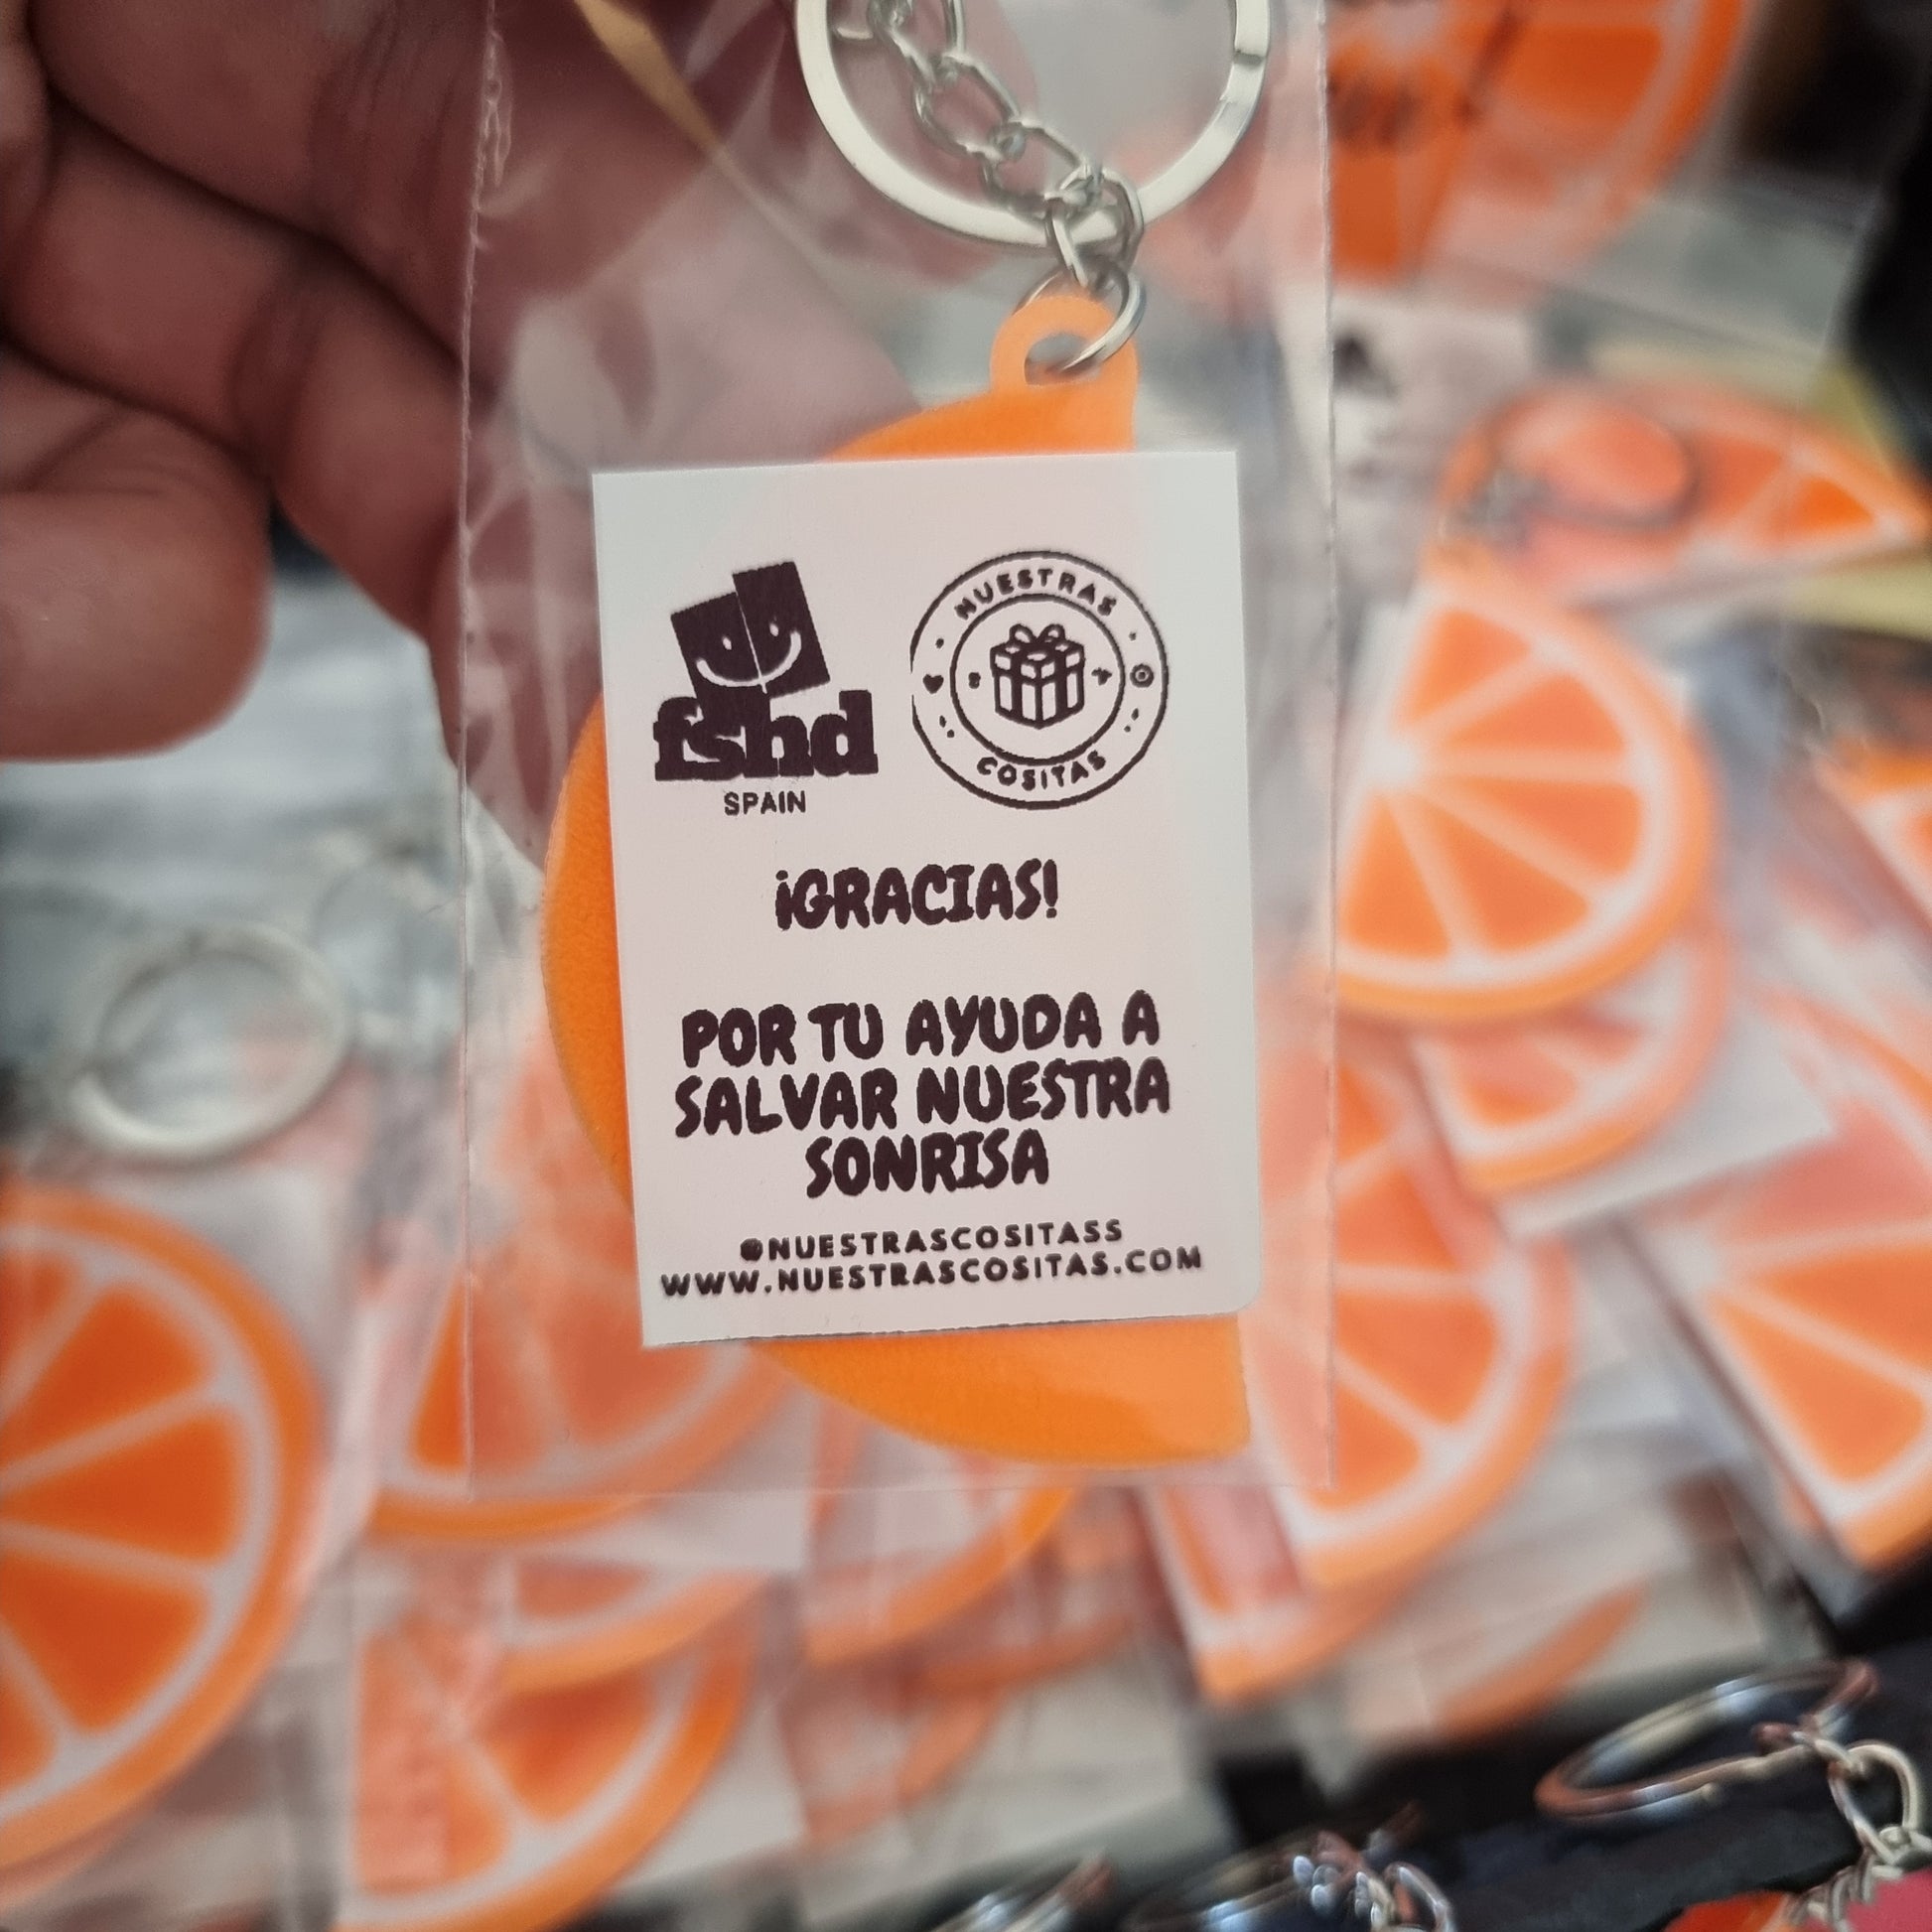 fshd
SPAIN
NUESTRAS
COSITAS
¡GRACIAS!
POR TU AYUDA A
SALVAR NUESTRA
SONRISA
@NUESTRASCOSITASS
WWW.NUESTRASCOSITAS.COM